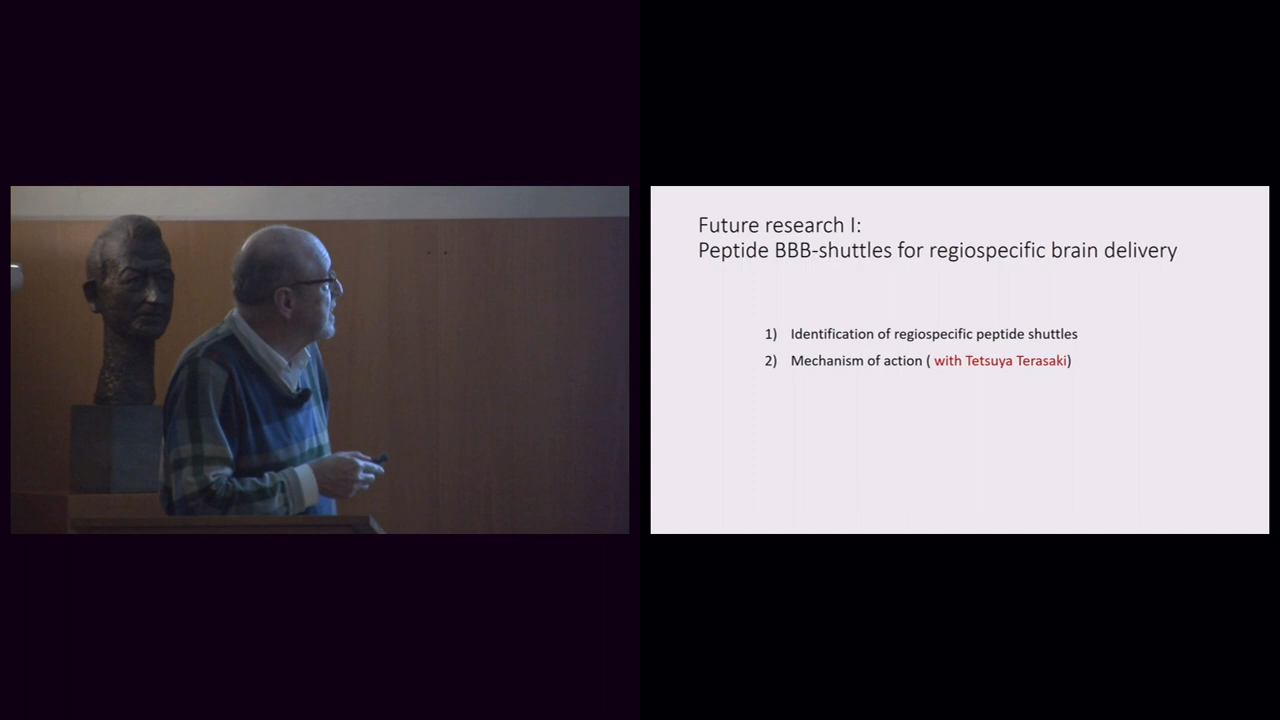 Future research I:
Peptide BBB-shuttles for regiospecific brain delivery
1) Identification of regiospecific peptide shuttles
2) Mechanism of action ( with Tetsuya Terasaki)